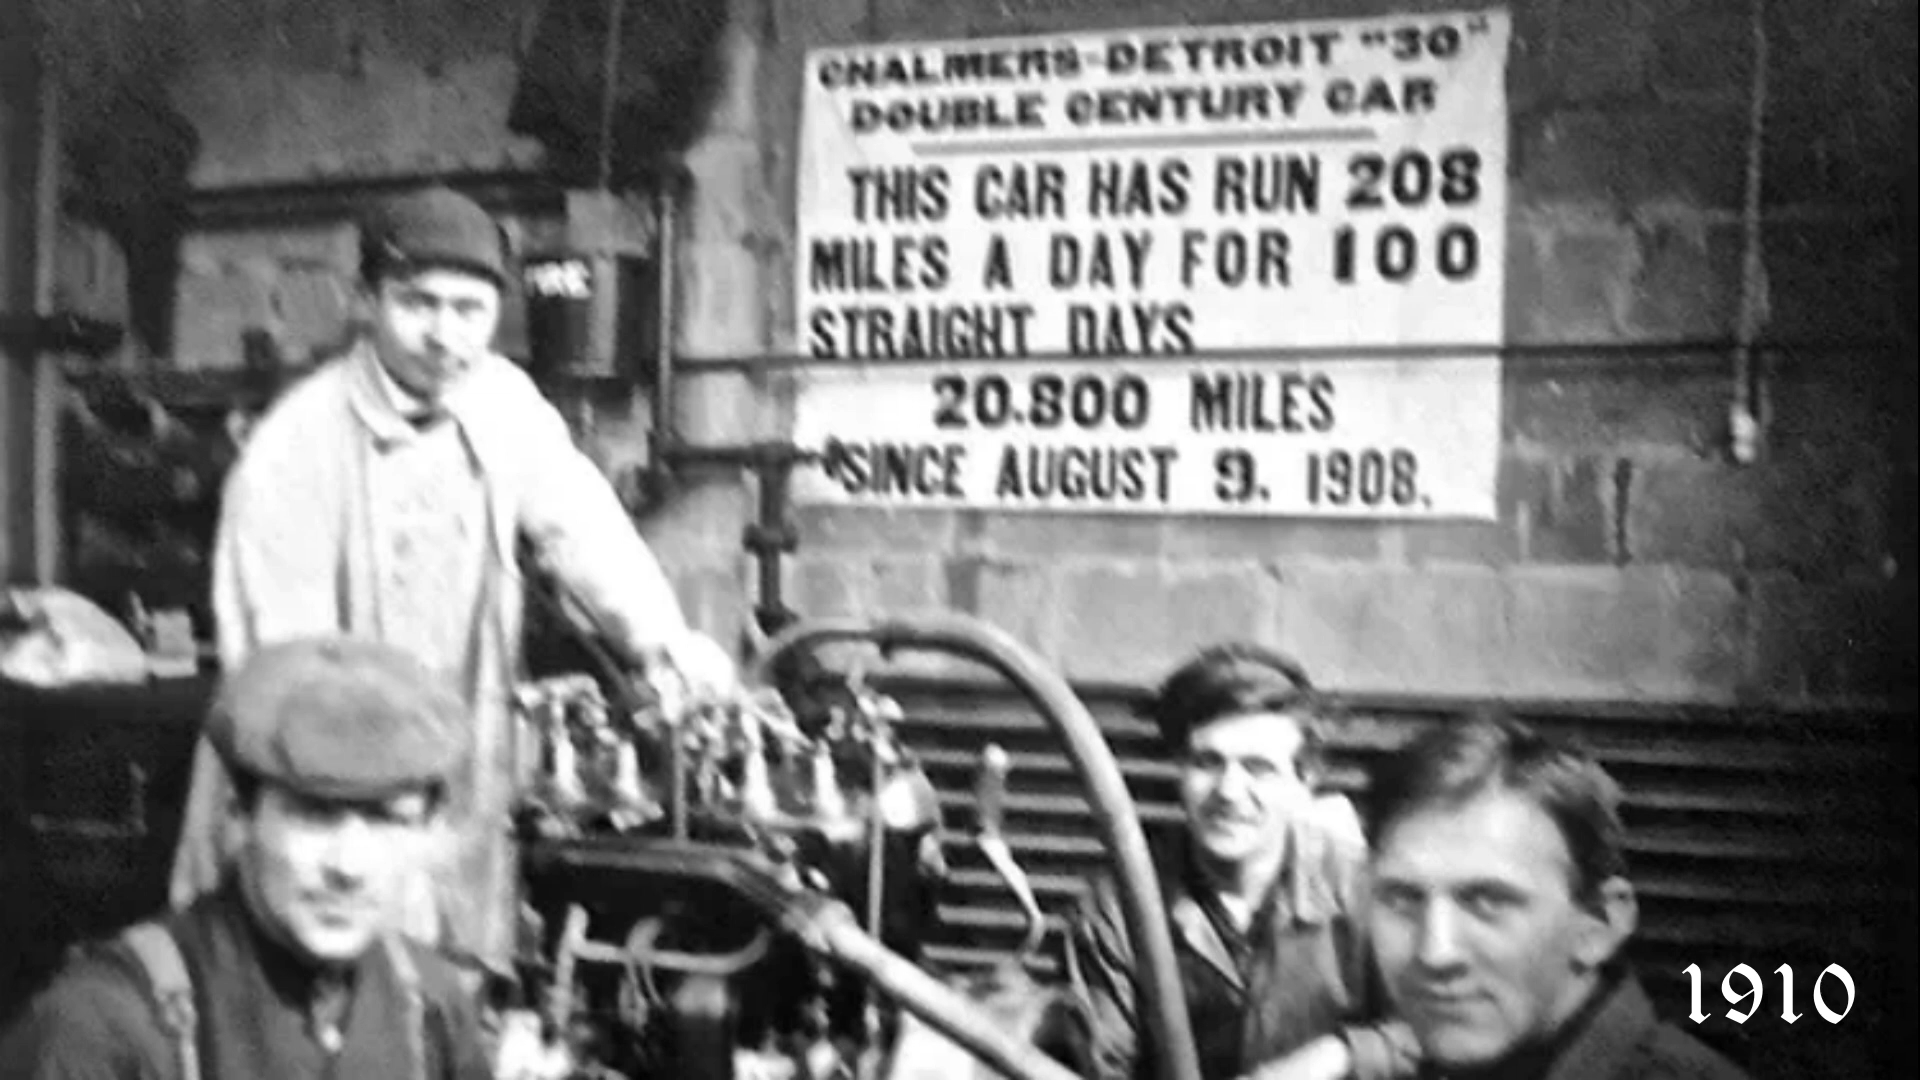 CHALMERS-DETROIT "30"
DOUBLE CENTURY CAR
THIS CAR HAS RUN 208
MILES A DAY FOR 100
STRAIGHT DAYS
20.800 MILES
SINCE AUGUST 9. 1908.
1910